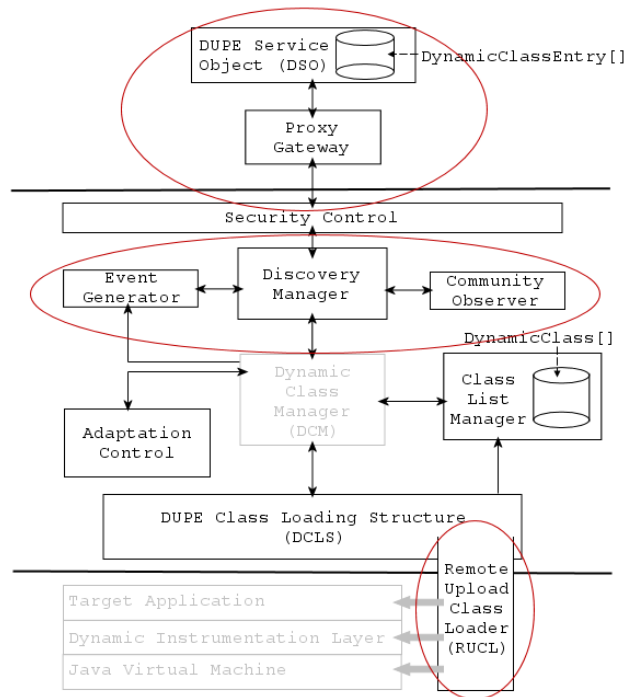 DUPE Service
Object (DSO)
DynamicClassEntry[]
Proxy
Gateway
Security Control
Event
Generator
Discovery
Manager
Community
Observer
DynamicClass[]
Dynamic
Class
Manager
(DCM)
Class
List
Manager
Adaptation
Control
DUPE Class Loading Structure
(DCLS)
Remote
Upload
Class
Loader
(RUCL)
Target Application
Dynamic Instrumentation Layer
Java Virtual Machine